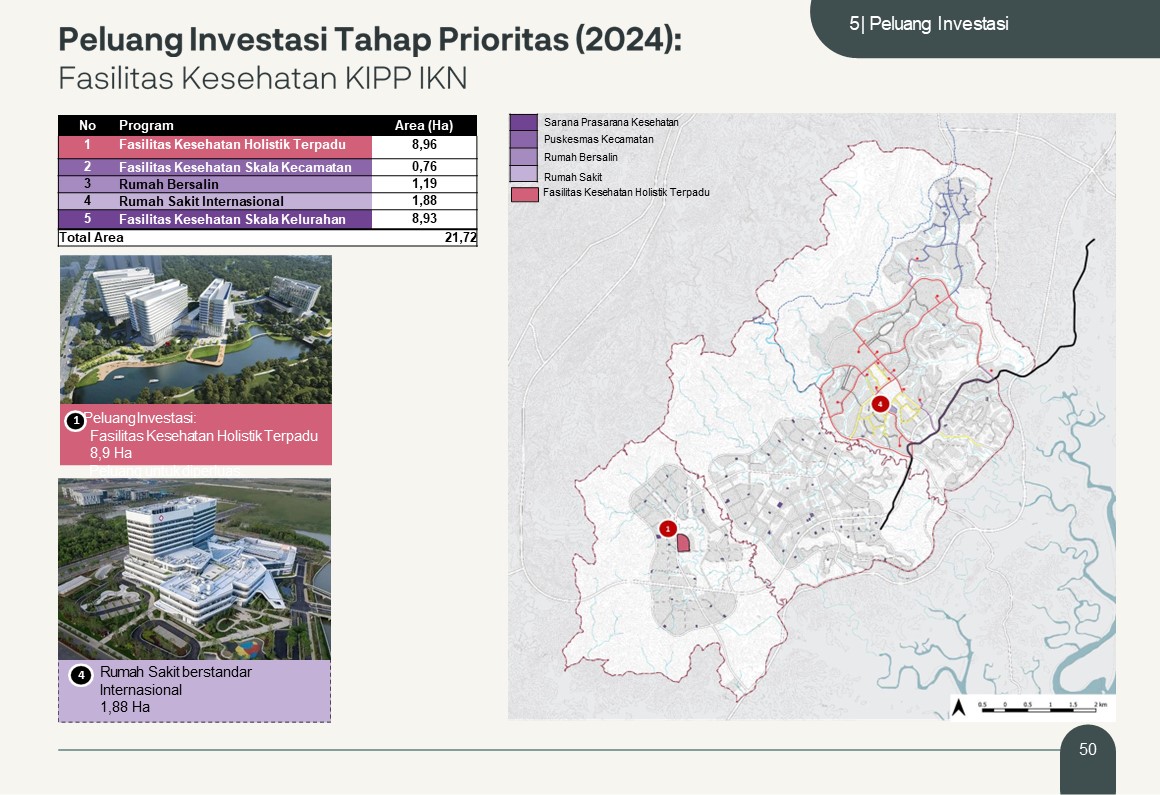 5| Peluang Investasi
Peluang Investasi Tahap Prioritas (2024):
Fasilitas Kesehatan KIPP IKN
No Program Area (Ha)
1 Fasilitas Kesehatan Holistik Terpadu 8,96
2 Fasilitas Kesehatan Skala Kecamatan 0,76
3 Rumah Bersalin 1,19
4 Rumah Sakit Internasional 1,88
5 Fasilitas Kesehatan Skala Kelurahan 8,93
Total Area 21,72
1 Peluang Investasi:
Fasilitas Kesehatan Holistik Terpadu
8,9 Ha
Peluang untuk diperluas
4 Rumah Sakit berstandar
Internasional
1,88 Ha
Sarana Prasarana Kesehatan
Puskesmas Kecamatan
Rumah Bersalin
Rumah Sakit
Fasilitas Kesehatan Holistik Terpadu
4
1
0.5 0 0.5 1 1.5 2 km
50